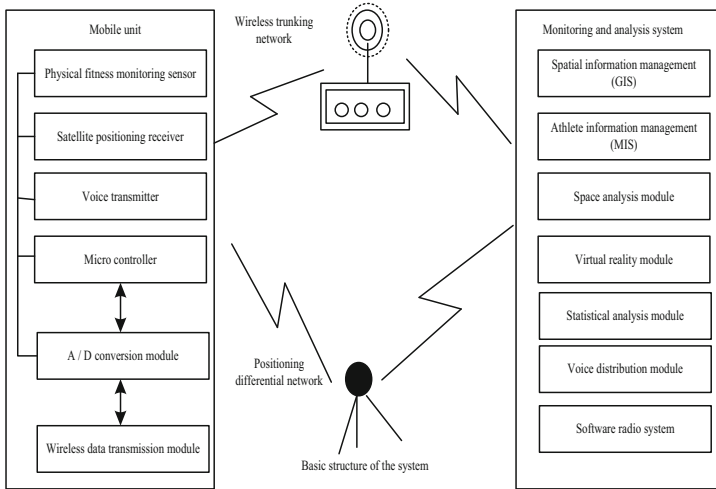 Mobile unit
Physical fitness monitoring sensor
Satellite positioning receiver
Voice transmitter
Micro controller
A / D conversion module
Wireless data transmission module
Wireless trunking
network
Positioning
differential network
Basic structure of the system
Monitoring and analysis system
Spatial information management
(GIS)
Athlete information management
(MIS)
Space analysis module
Virtual reality module
Statistical analysis module
Voice distribution module
Software radio system